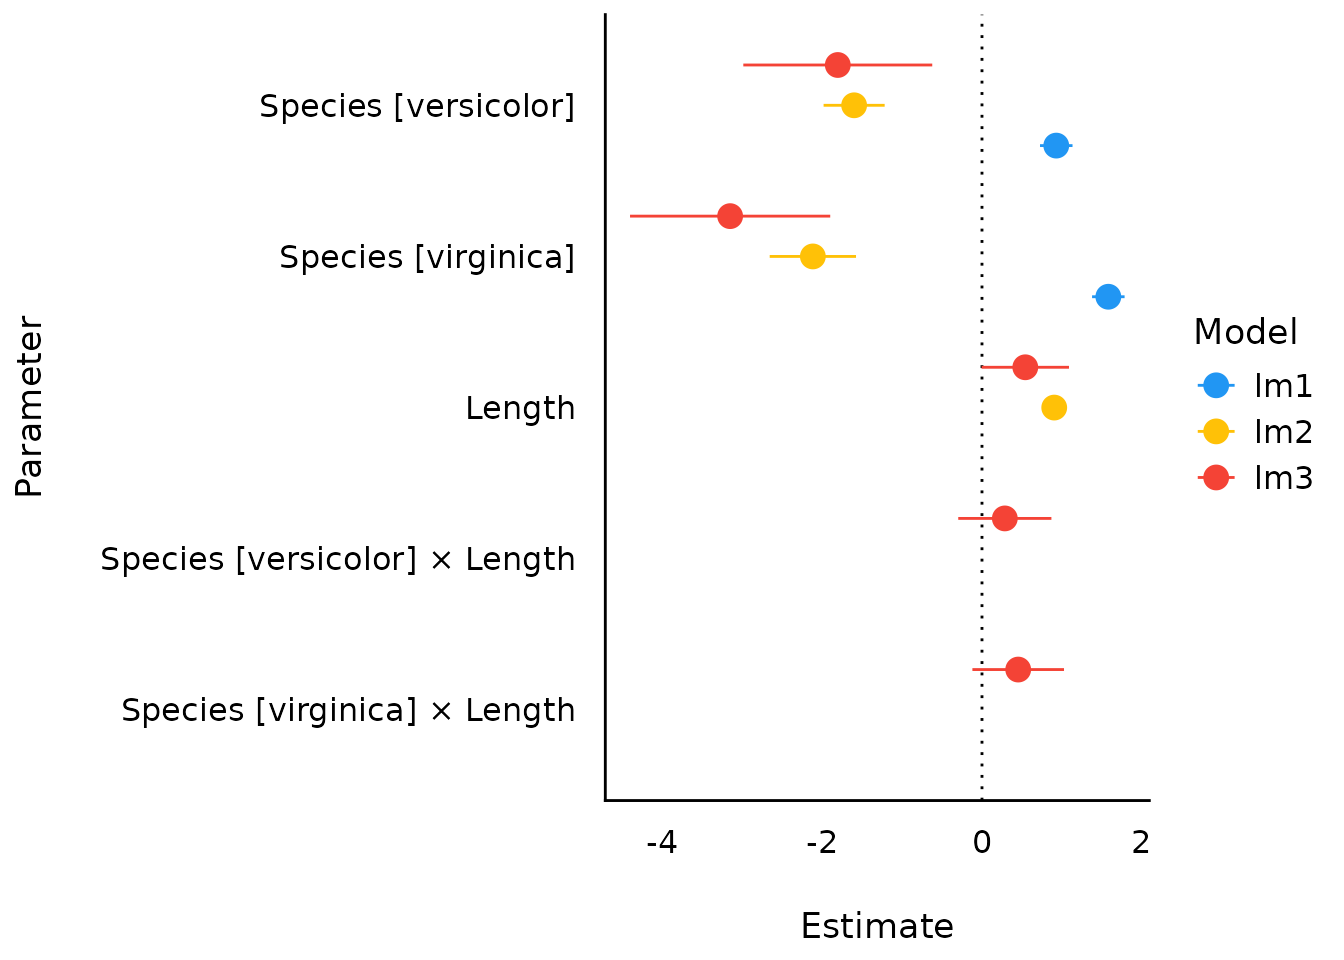 Parameter
Species [versicolor]
Species [virginica]
Length
Species [versicolor] × Length
Species [virginica] × Length
-4 -2 0 2
Estimate
Model
lm1
lm2
lm3